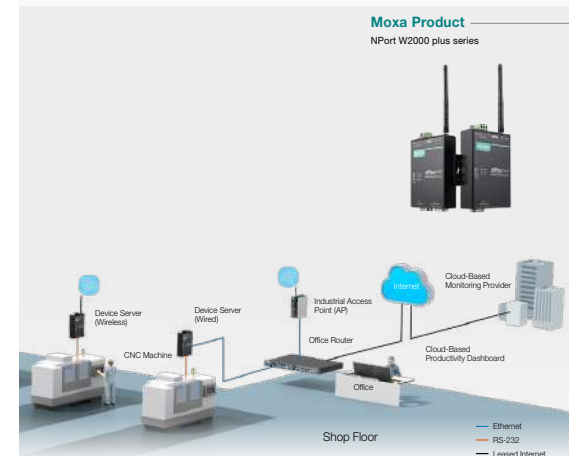 Moxa Product
NPort W2000 plus series
Cloud-Based
Monitoring Provider
Internet
Industrial Access
Point (AP)
Device Server
(Wireless)
Device Server
(Wired)
Office Router
CNC Machine
Cloud-Based
Productivity Dashboard
Office
Shop Floor
Ethernet
RS-232
Leased Internet